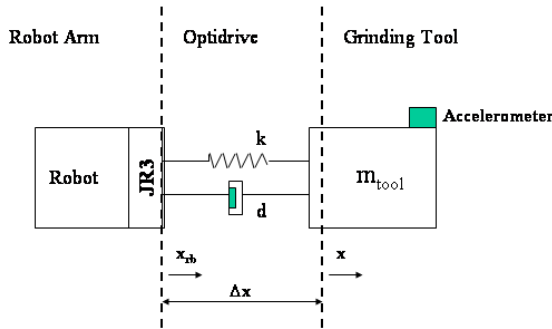 Robot Arm
Optidrive
Grinding Tool
Accelerometer
Robot
JR3
k
d
m_tool
x_rb
x
Δx